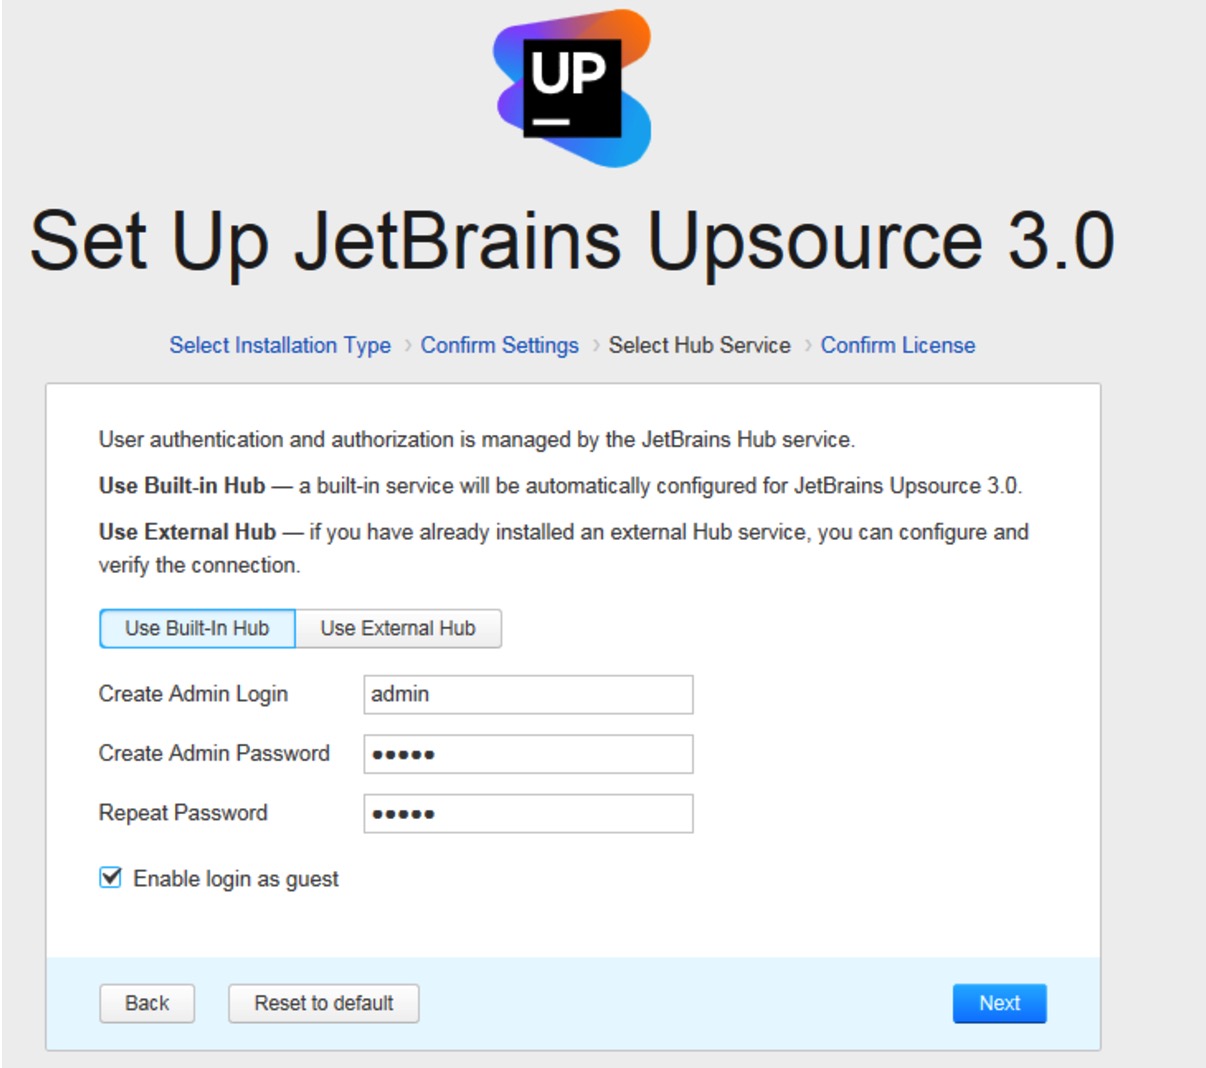 UP
Set Up JetBrains Upsource 3.0
Select Installation Type › Confirm Settings › Select Hub Service › Confirm License
User authentication and authorization is managed by the JetBrains Hub service.
Use Built-in Hub — a built-in service will be automatically configured for JetBrains Upsource 3.0.
Use External Hub — if you have already installed an external Hub service, you can configure and
verify the connection.
Use Built-In Hub Use External Hub
Create Admin Login admin
Create Admin Password •••••
Repeat Password •••••
Enable login as guest
Back Reset to default Next